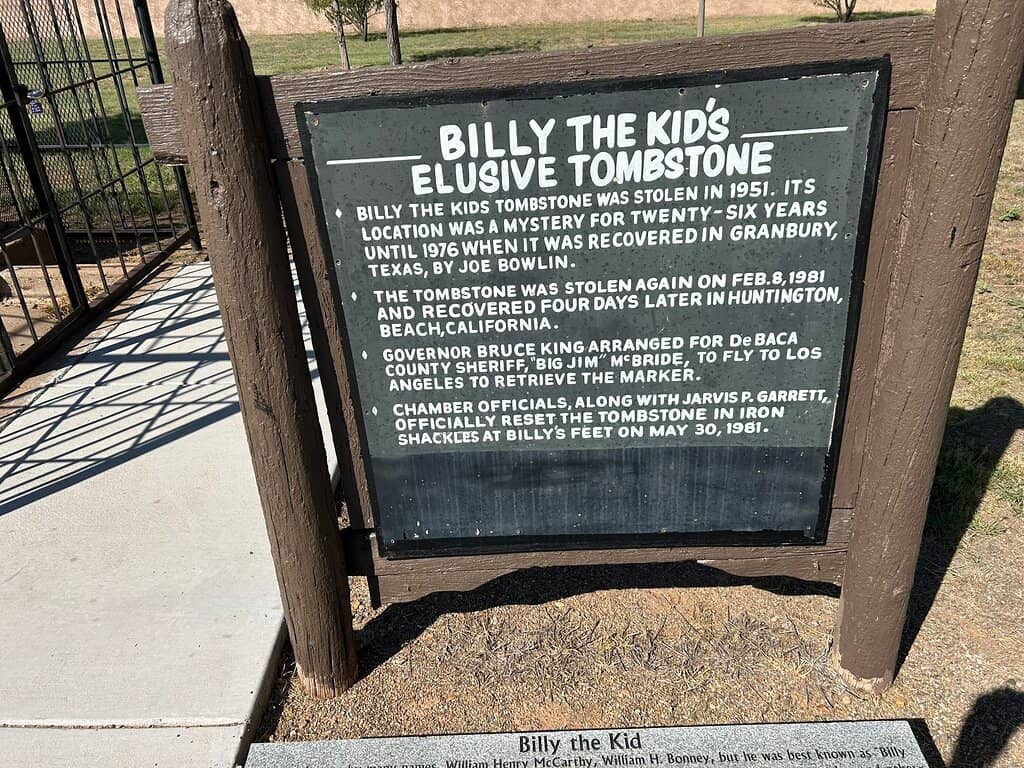 BILLY THE KID'S
ELUSIVE TOMBSTONE
BILLY THE KIDS TOMBSTONE WAS STOLEN IN 1951. ITS
LOCATION WAS A MYSTERY FOR TWENTY-SIX YEARS
UNTIL 1976 WHEN IT WAS RECOVERED IN GRANBURY,
TEXAS, BY JOE BOWLIN.
THE TOMBSTONE WAS STOLEN AGAIN ON FEB. 8, 1981
AND RECOVERED FOUR DAYS LATER IN HUNTINGTON,
BEACH, CALIFORNIA.
GOVERNOR BRUCE KING ARRANGED FOR DeBACA
COUNTY SHERIFF, "BIG JIM" McBRIDE, TO FLY TO LOS
ANGELES TO RETRIEVE THE MARKER.
CHAMBER OFFICIALS, ALONG WITH JARVIS P. GARRETT,
OFFICIALLY RESET THE TOMBSTONE IN IRON
SHACKLES AT BILLY'S FEET ON MAY 30, 1981.
Billy the Kid
many names, William Henry McCarthy, William H. Bonney, but he was best known as "Billy